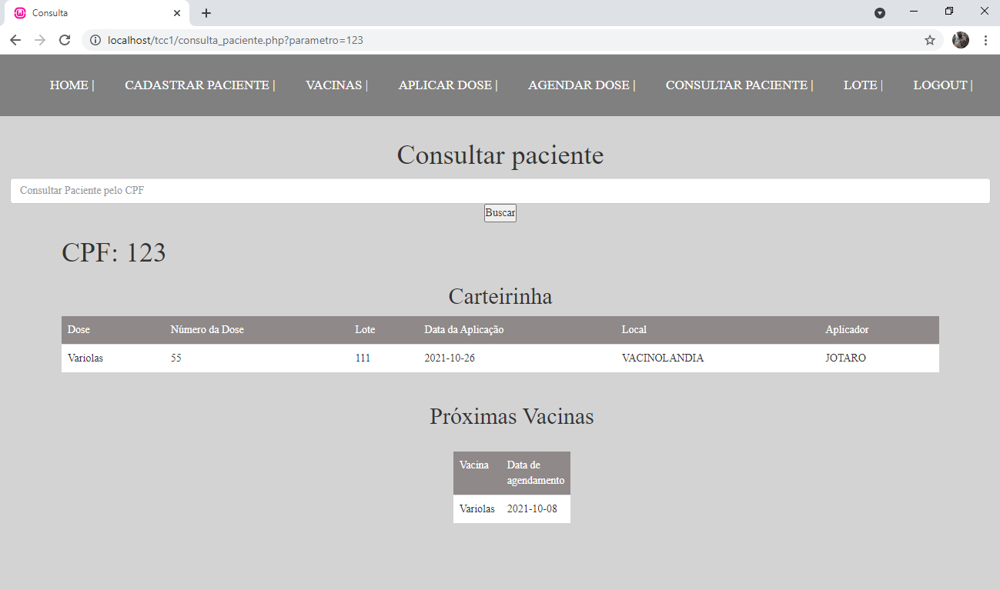 Consulta
localhost/tcc1/consulta_paciente.php?parametro=123
HOME | CADASTRAR PACIENTE | VACINAS | APLICAR DOSE | AGENDAR DOSE | CONSULTAR PACIENTE | LOTE | LOGOUT |
Consultar paciente
Consultar Paciente pelo CPF
Buscar
CPF: 123
Carteirinha
Dose Número da Dose Lote Data da Aplicação Local Aplicador
Variolas 55 111 2021-10-26 VACINOLANDIA JOTARO
Próximas Vacinas
Vacina Data de
agendamento
Variolas 2021-10-08